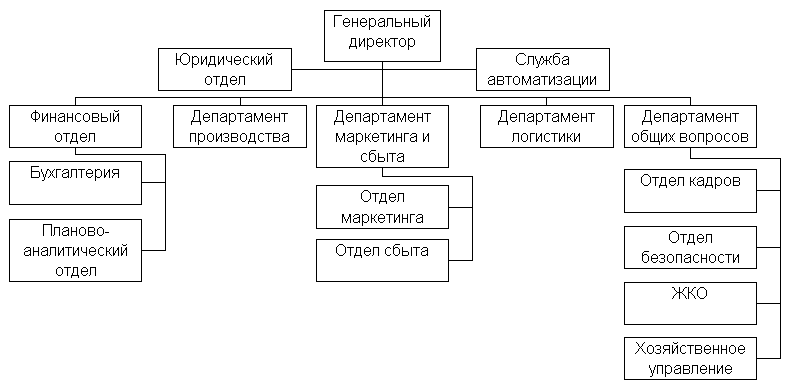 Генеральный
директор
Юридический
отдел
Служба
автоматизации
Финансовый
отдел
Департамент
производства
Департамент
маркетинга и
сбыта
Департамент
логистики
Департамент
общих вопросов
Бухгалтерия
Планово-
аналитический
отдел
Отдел
маркетинга
Отдел сбыта
Отдел кадров
Отдел
безопасности
ЖКО
Хозяйственное
управление